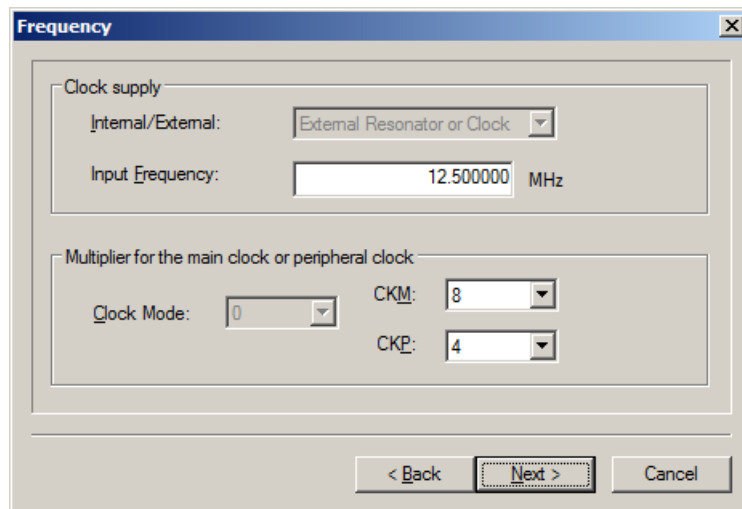 Frequency
Clock supply
Internal/External: External Resonator or Clock
Input Frequency: 12.500000 MHz
Multiplier for the main clock or peripheral clock
Clock Mode: 0
CKM: 8
CKP: 4
< Back Next > Cancel